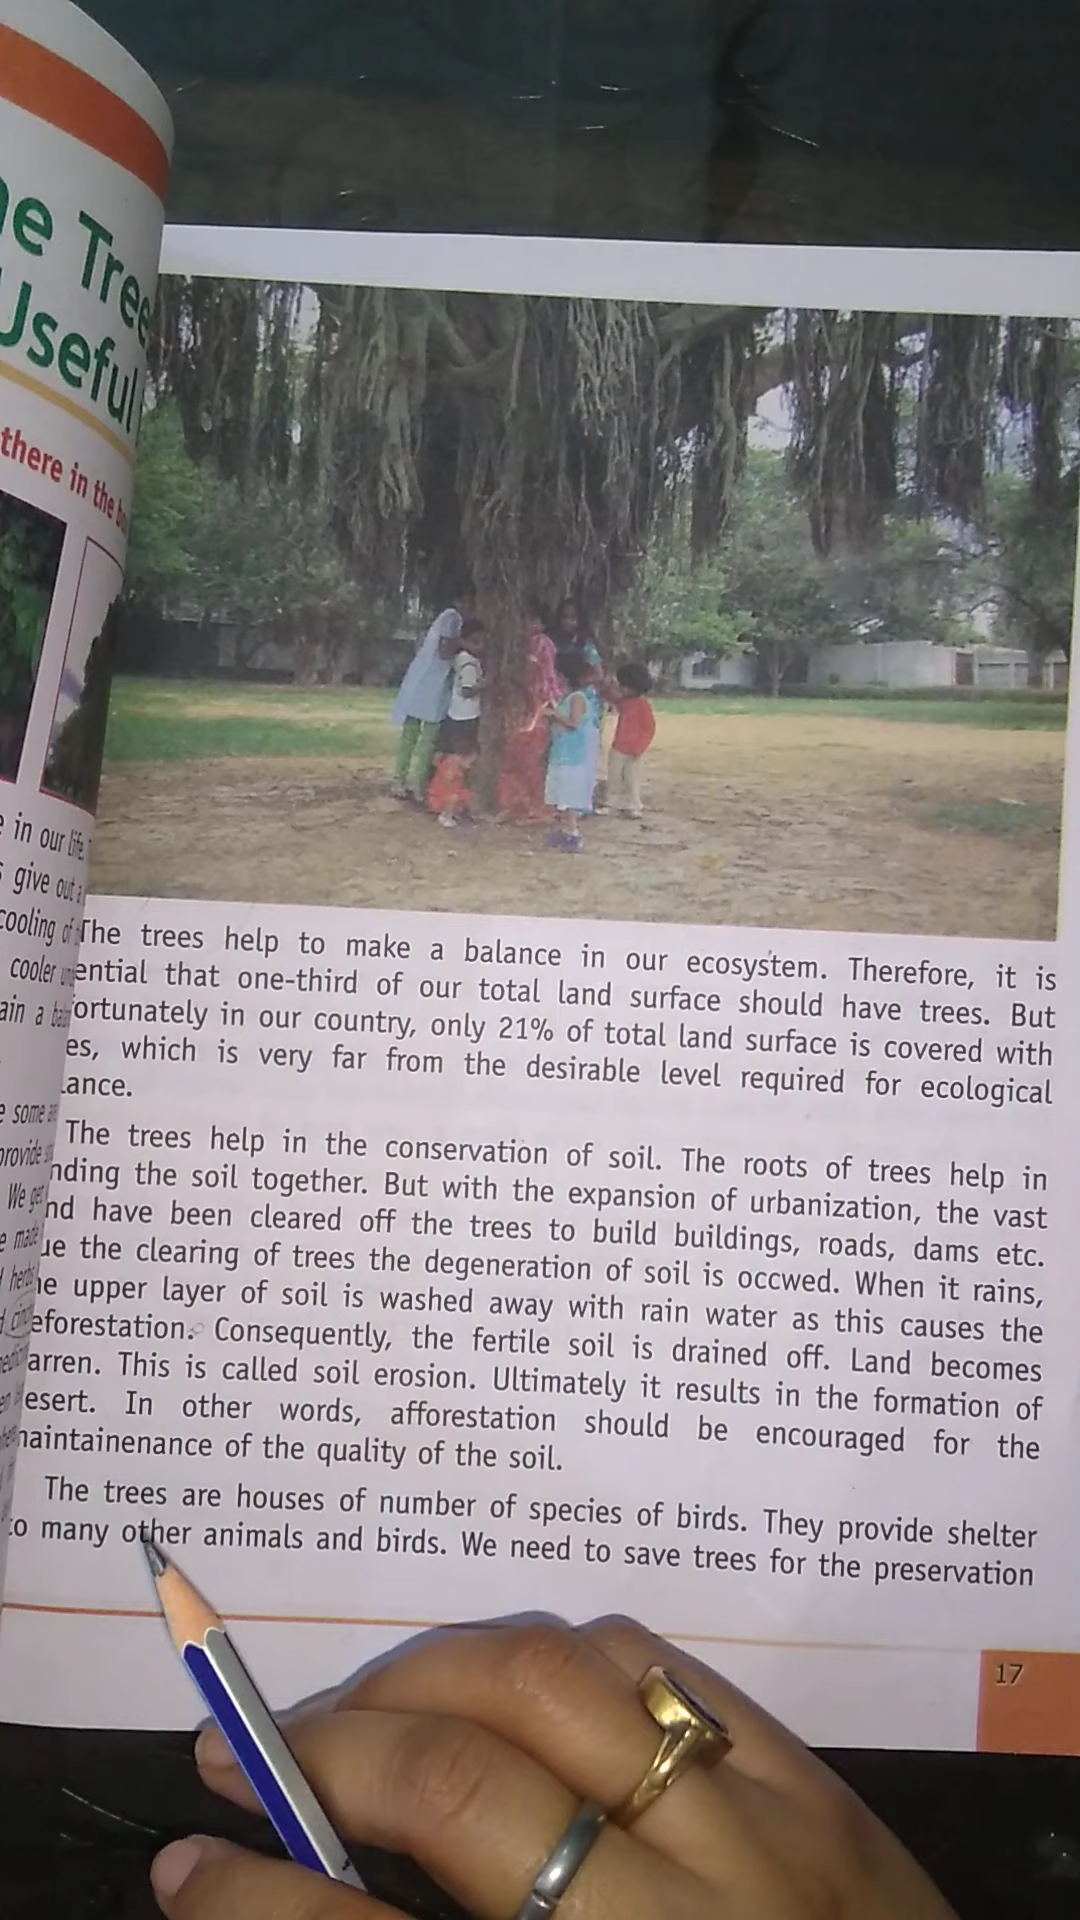 Tree
Useful
there in the
in our life
give out
cooling of
cooler
ain a
some
provide
We get
made
The trees help to make a balance in our ecosystem. Therefore, it is
ential that one-third of our total land surface should have trees. But
ortunately in our country, only 21% of total land surface is covered with
es, which is very far from the desirable level required for ecological
lance.
The trees help in the conservation of soil. The roots of trees help in
nding the soil together. But with the expansion of urbanization, the vast
nd have been cleared off the trees to build buildings, roads, dams etc.
ue the clearing of trees the degeneration of soil is occwed. When it rains,
he upper layer of soil is washed away with rain water as this causes the
eforestation. Consequently, the fertile soil is drained off. Land becomes
arren. This is called soil erosion. Ultimately it results in the formation of
esert. In other words, afforestation should be encouraged for the
maintainenance of the quality of the soil.
The trees are houses of number of species of birds. They provide shelter
to many other animals and birds. We need to save trees for the preservation
17